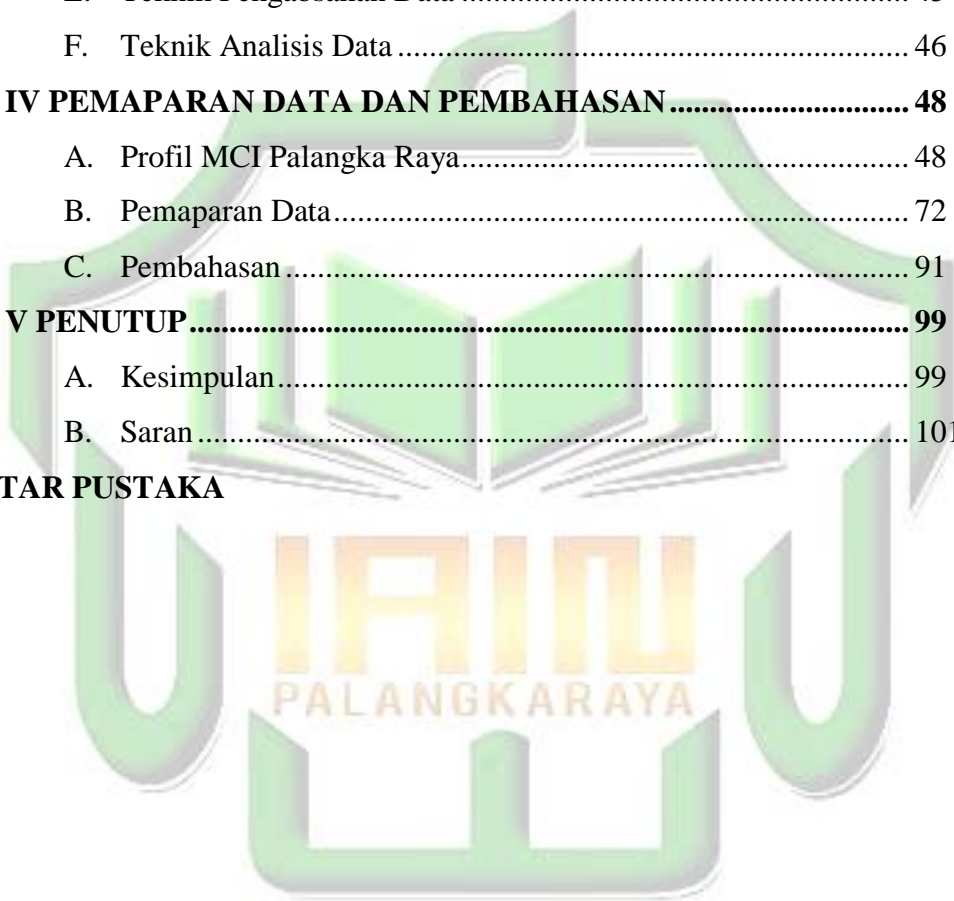 F. Teknik Analisis Data ........................................................ 46
IV PEMAPARAN DATA DAN PEMBAHASAN ............................ 48
A. Profil MCI Palangka Raya ................................................. 48
B. Pemaparan Data ................................................................ 72
C. Pembahasan ...................................................................... 91
V PENUTUP .............................................................................. 99
A. Kesimpulan ....................................................................... 99
B. Saran ................................................................................. 101
TAR PUSTAKA
IAIN
PALANGKARAYA